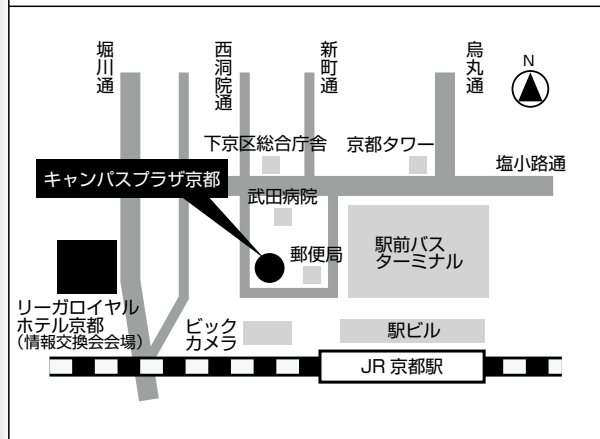 堀川通
西洞院通
新町通
烏丸通
N
下京区総合庁舎
京都タワー
塩小路通
キャンパスプラザ京都
武田病院
郵便局
駅前バス
ターミナル
リーガロイヤル
ホテル京都
（情報交換会会場）
ビック
カメラ
駅ビル
JR 京都駅